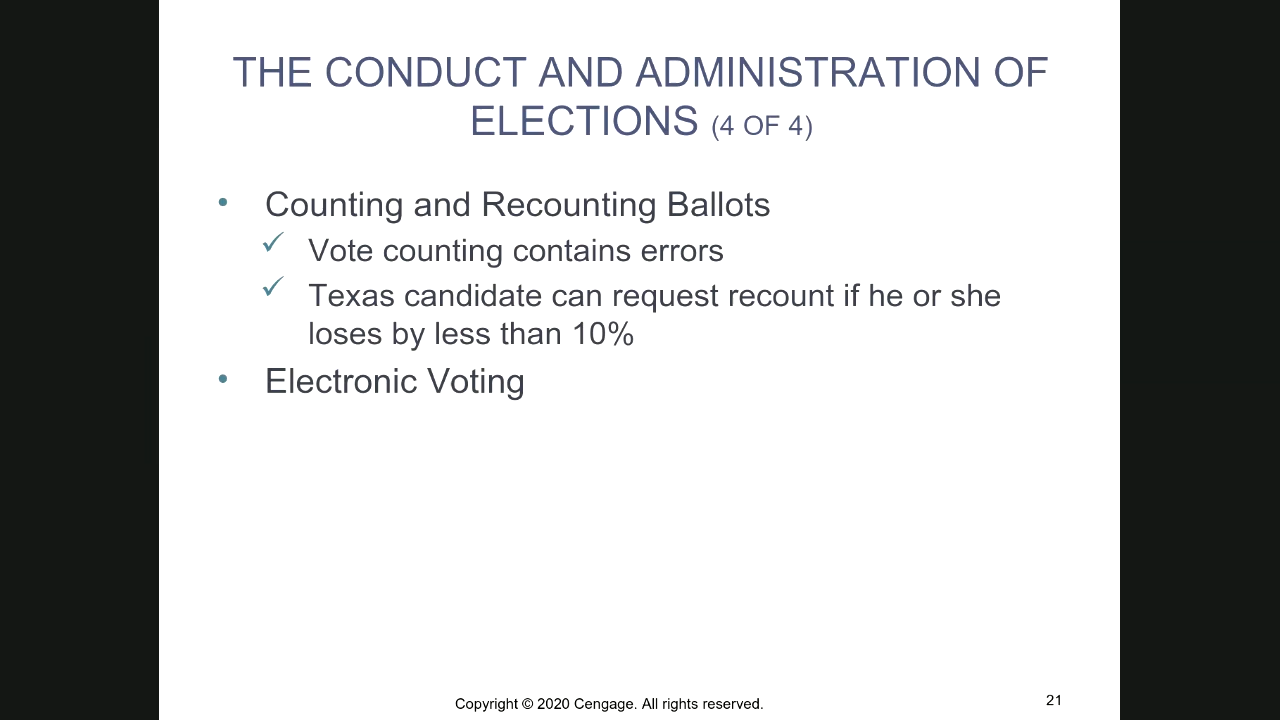 THE CONDUCT AND ADMINISTRATION OF
ELECTIONS (4 OF 4)
• Counting and Recounting Ballots
✓ Vote counting contains errors
✓ Texas candidate can request recount if he or she
loses by less than 10%
• Electronic Voting
Copyright © 2020 Cengage. All rights reserved.
21